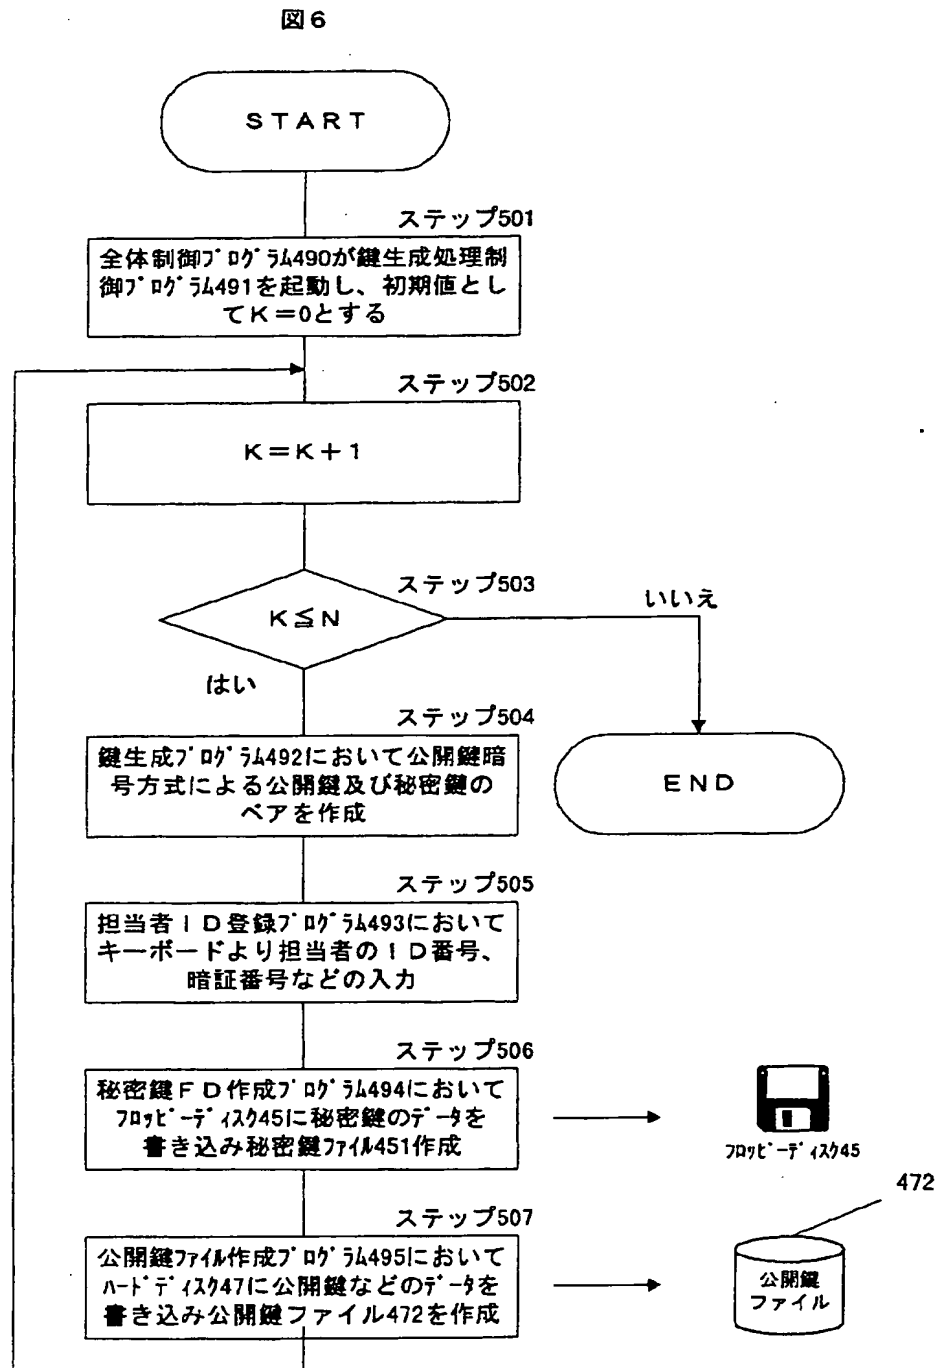 図6
START
ステップ501
全体制御ﾌﾟﾛｸﾞﾗﾑ490が鍵生成処理制
御ﾌﾟﾛｸﾞﾗﾑ491を起動し、初期値とし
てK=0とする
ステップ502
K=K+1
ステップ503
K≦N
いいえ
はい
ステップ504
鍵生成ﾌﾟﾛｸﾞﾗﾑ492において公開鍵暗
号方式による公開鍵及び秘密鍵の
ペアを作成
END
ステップ505
担当者ID登録ﾌﾟﾛｸﾞﾗﾑ493において
キーボードより担当者のID番号、
暗証番号などの入力
ステップ506
秘密鍵FD作成ﾌﾟﾛｸﾞﾗﾑ494において
ﾌﾛｯﾋﾟｰﾃﾞｨｽｸ45に秘密鍵のﾃﾞｰﾀを
書き込み秘密鍵ﾌｧｲﾙ451作成
ﾌﾛｯﾋﾟｰﾃﾞｨｽｸ45
472
ステップ507
公開鍵ﾌｧｲﾙ作成ﾌﾟﾛｸﾞﾗﾑ495において
ﾊｰﾄﾞﾃﾞｨｽｸ47に公開鍵などのﾃﾞｰﾀを
書き込み公開鍵ファイル472を作成
公開鍵
ファイル